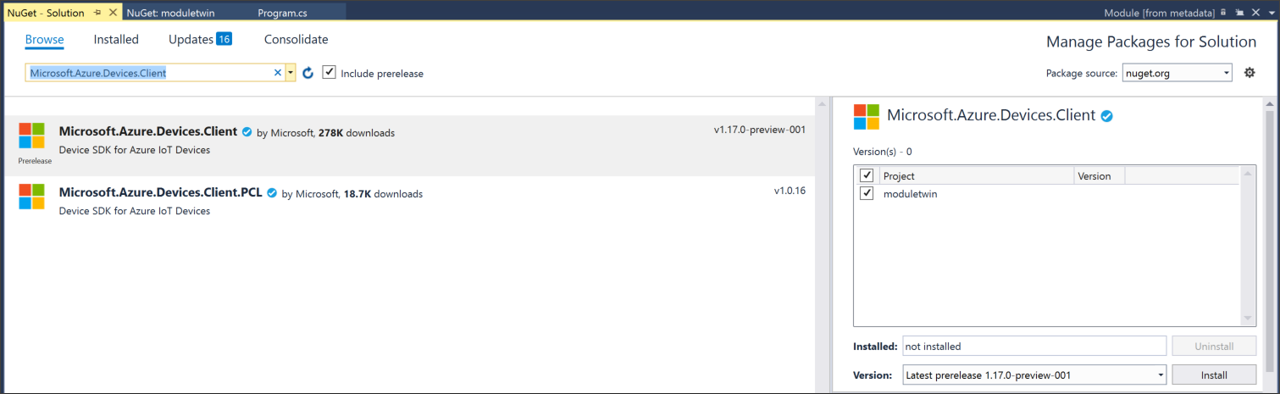 NuGet - Solution NuGet: moduletwin Program.cs Module [from metadata]
Browse Installed Updates 16 Consolidate
Manage Packages for Solution
Microsoft.Azure.Devices.Client Include prerelease
Package source: nuget.org
Microsoft.Azure.Devices.Client by Microsoft, 278K downloads v1.17.0-preview-001
Device SDK for Azure IoT Devices
Prerelease
Microsoft.Azure.Devices.Client.PCL by Microsoft, 18.7K downloads v1.0.16
Device SDK for Azure IoT Devices
Microsoft.Azure.Devices.Client
Version(s) - 0
Project Version
moduletwin
Installed: not installed Uninstall
Version: Latest prerelease 1.17.0-preview-001 Install